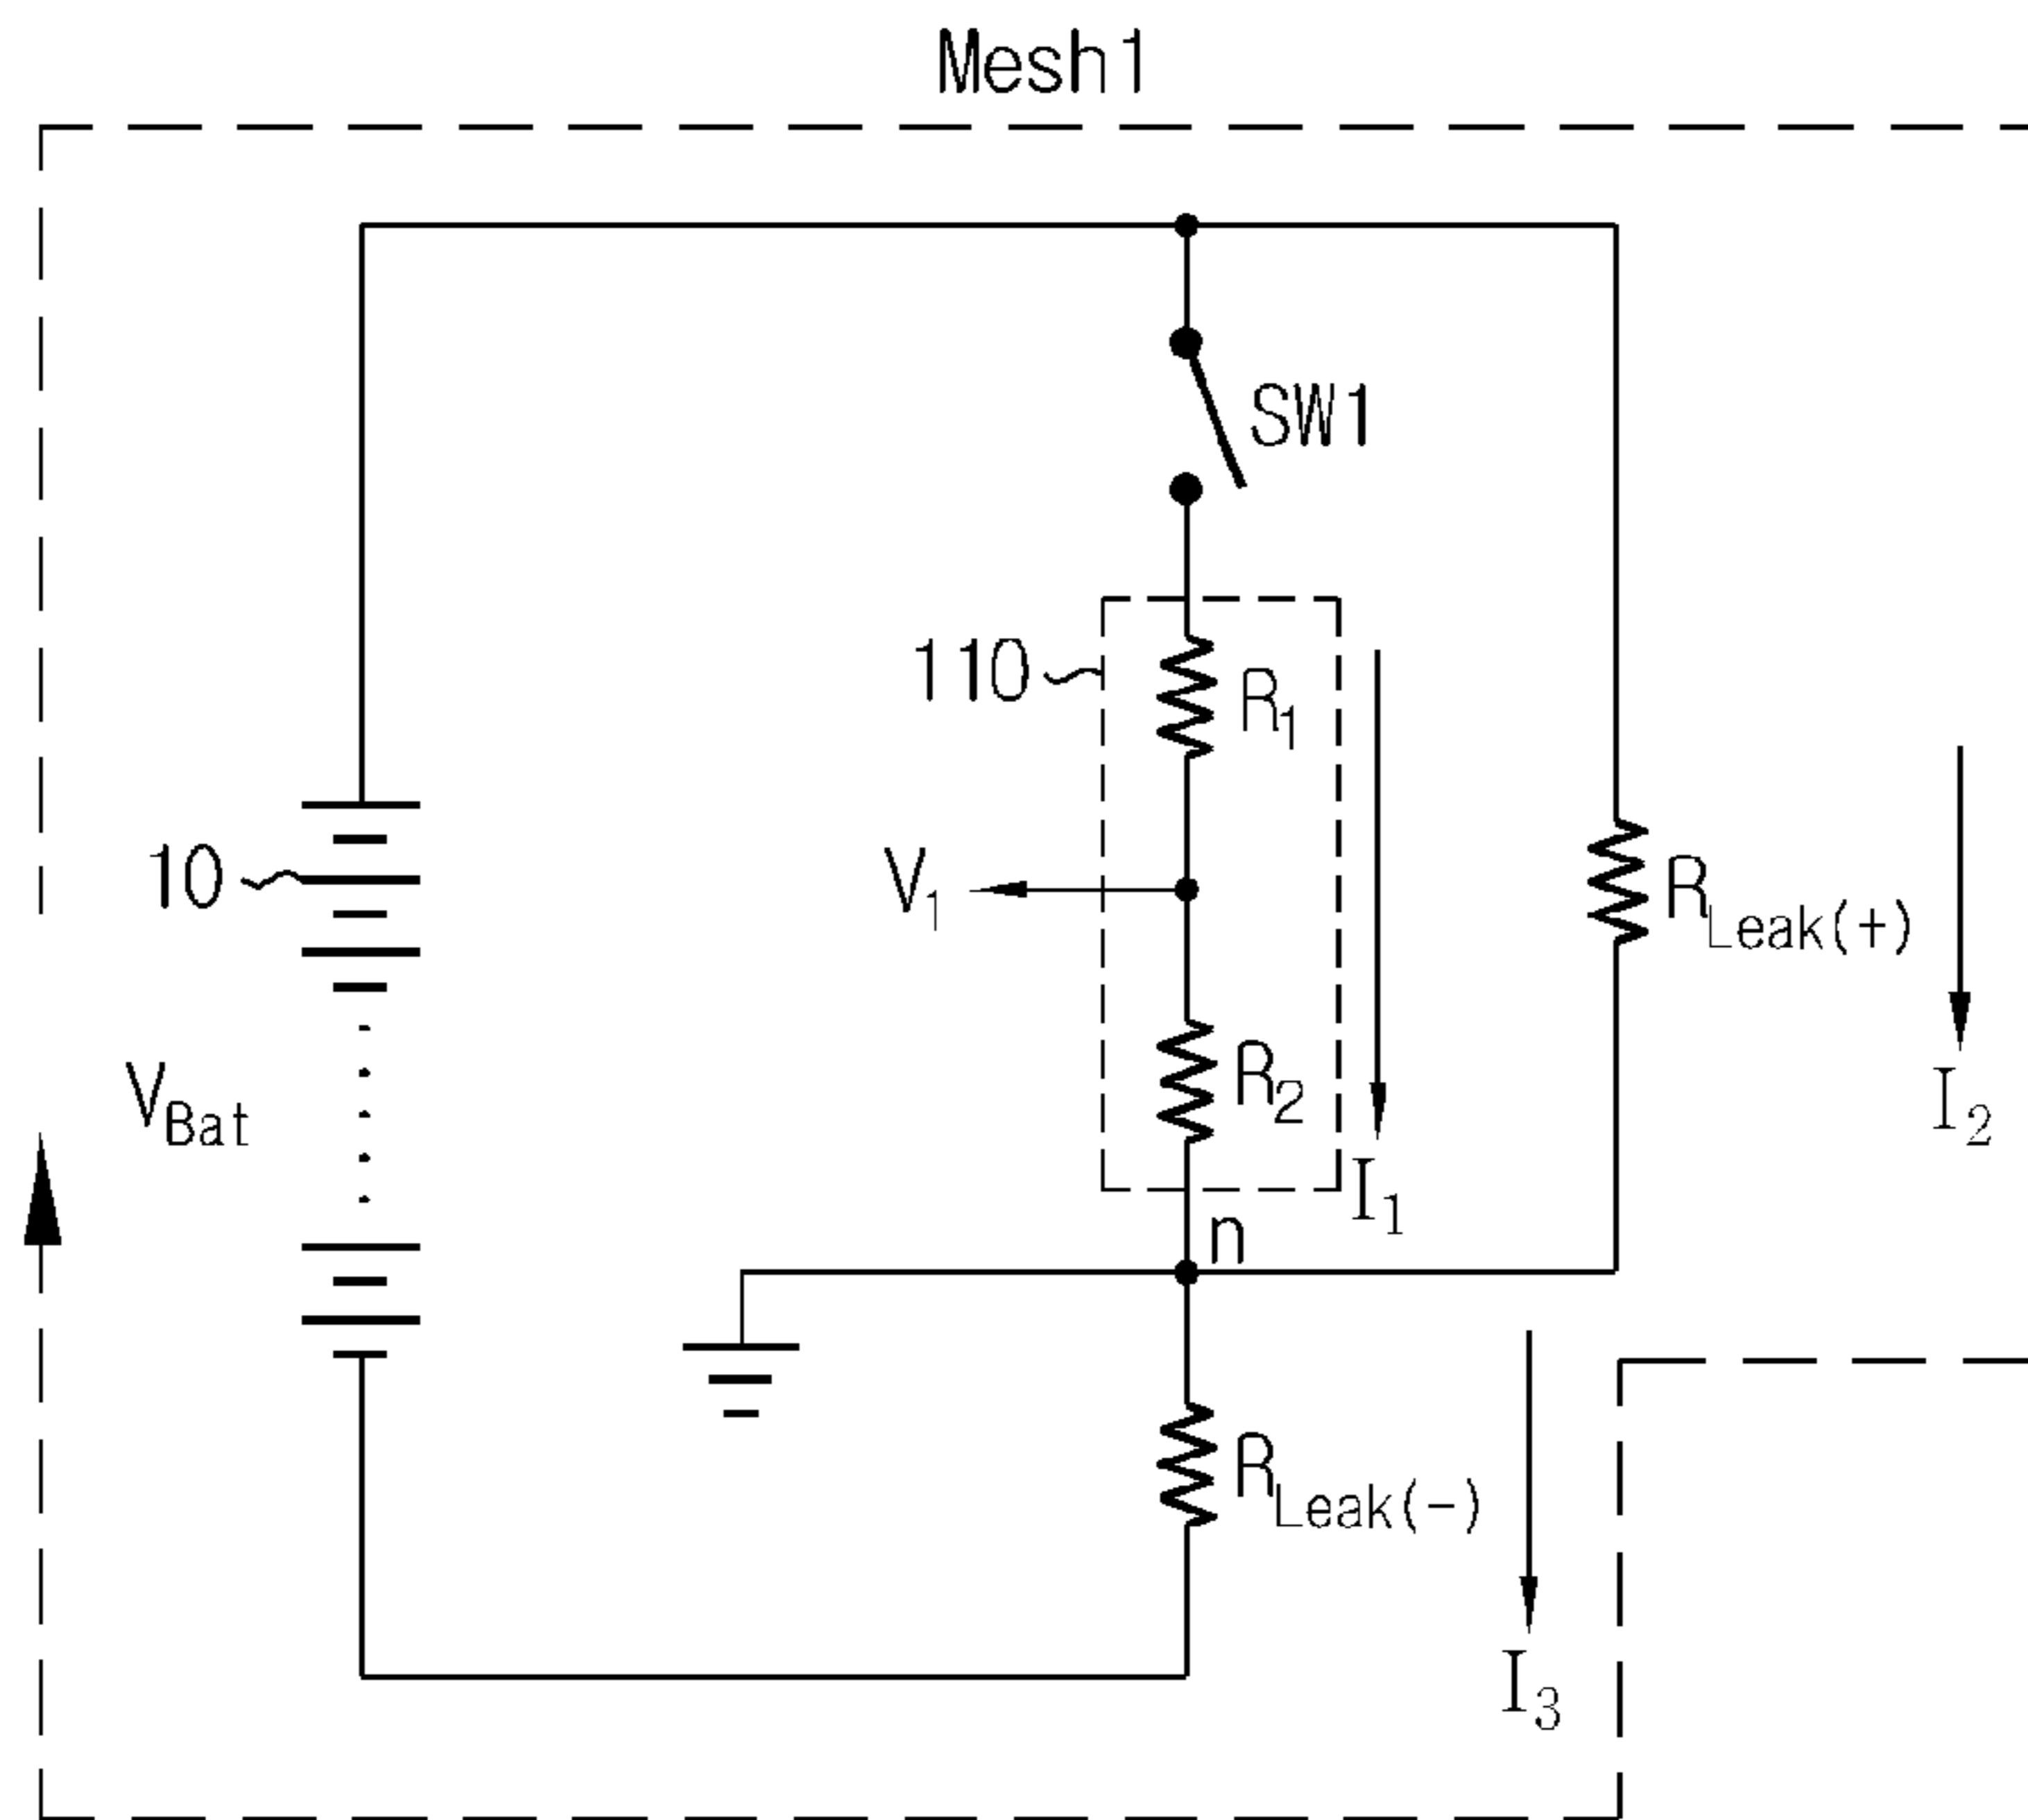 Mesh1
SW1
110
R1
V1
10
RLeak(+)
VBat
R2
I2
I1
n
RLeak(-)
I3